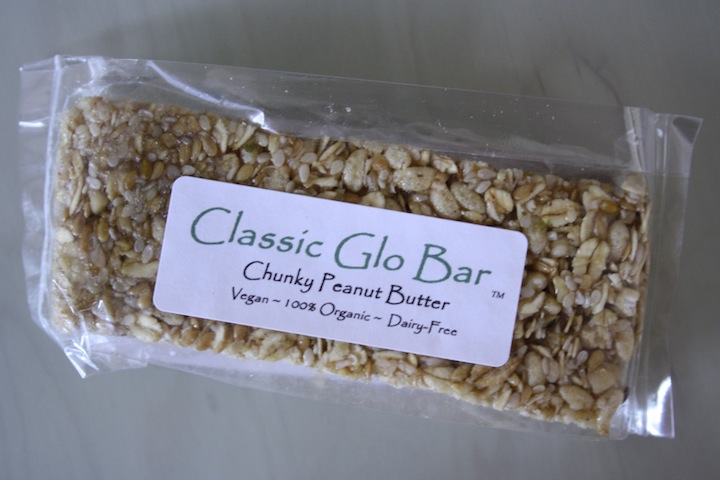 Classic Glo Bar ™
Chunky Peanut Butter
Vegan ~ 100% Organic ~ Dairy-Free